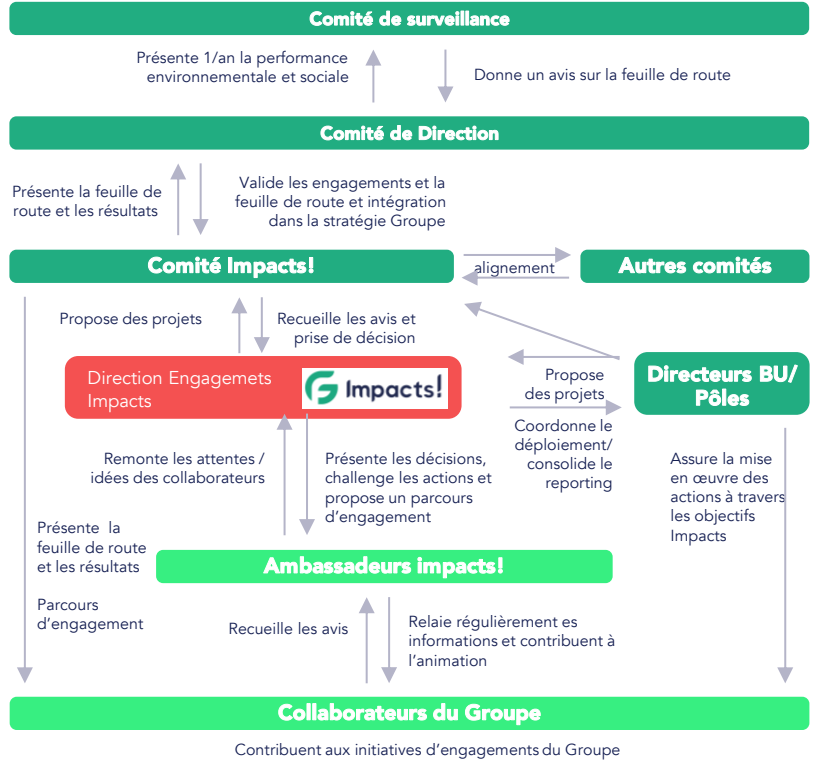 Comité de surveillance
Présente 1/an la performance
environnementale et sociale
Donne un avis sur la feuille de route
Comité de Direction
Présente la feuille de
route et les résultats
Valide les engagements et la
feuille de route et intégration
dans la stratégie Groupe
Comité Impacts!
alignement
Autres comités
Propose des projets
Recueille les avis et
prise de décision
Direction Engagemets
Impacts
G Impacts!
Propose
des projets
Directeurs BU/
Pôles
Coordonne le
déploiement/
consolide le
reporting
Remonte les attentes /
idées des collaborateurs
Présente les décisions,
challenge les actions et
propose un parcours
d'engagement
Assure la mise
en œuvre des
actions à travers
les objectifs
Impacts
Présente la
feuille de route
et les résultats
Parcours
d'engagement
Ambassadeurs impacts!
Recueille les avis
Relaie régulièrement es
informations et contribuent à
l'animation
Collaborateurs du Groupe
Contribuent aux initiatives d'engagements du Groupe